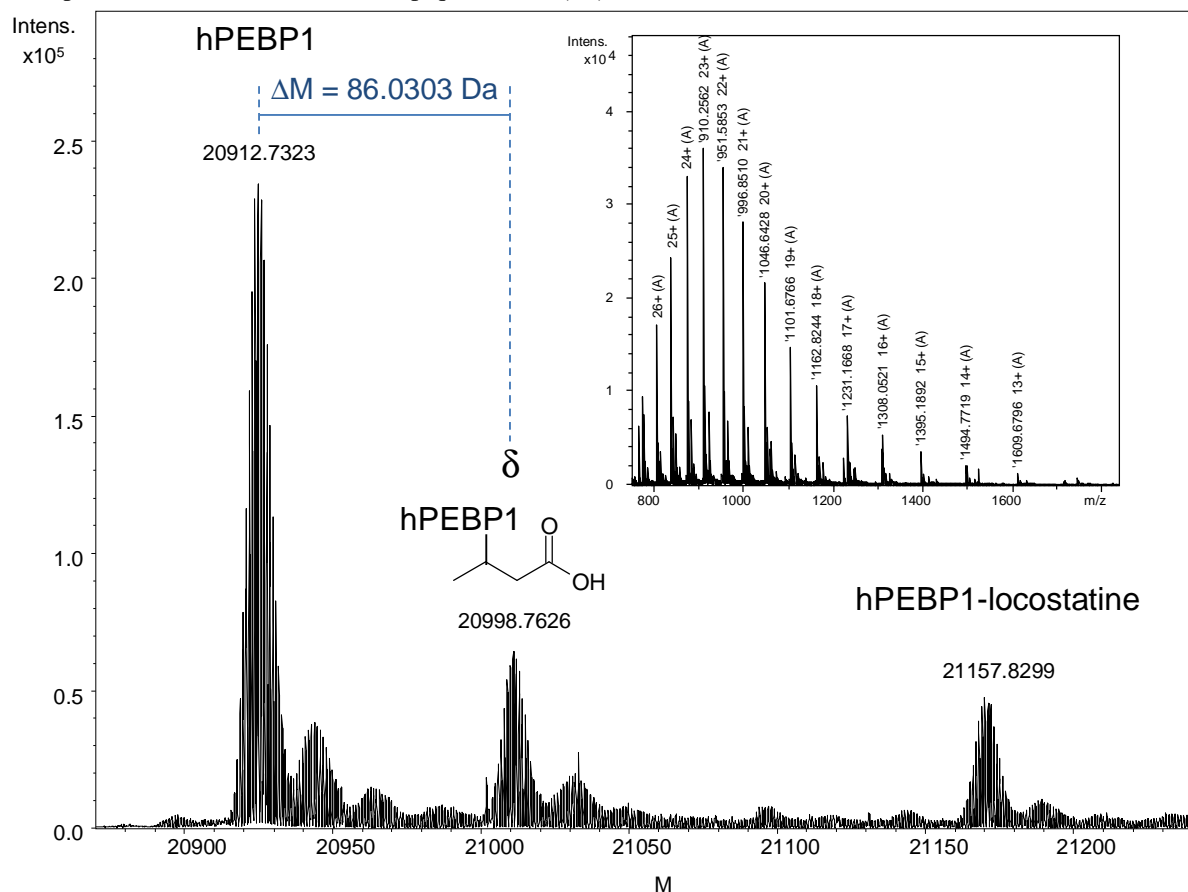 Intens.
x10⁵
hPEBP1
ΔM = 86.0303 Da
20912.7323
2.5
2.0
1.5
1.0
0.5
0.0
δ
hPEBP1
O
OH
20998.7626
hPEBP1-locostatine
21157.8299
20900
20950
21000
21050
21100
21150
21200
M
Intens.
x10⁴
4
3
2
1
0
26+ (A)
25+ (A)
24+ (A)
'910.2562 23+ (A)
'951.5853 22+ (A)
'996.8510 21+ (A)
'1046.6428 20+ (A)
'1101.6766 19+ (A)
'1162.8244 18+ (A)
'1231.1668 17+ (A)
'1308.0521 16+ (A)
'1395.1892 15+ (A)
'1494.7719 14+ (A)
'1609.6796 13+ (A)
800
1000
1200
1400
1600
m/z